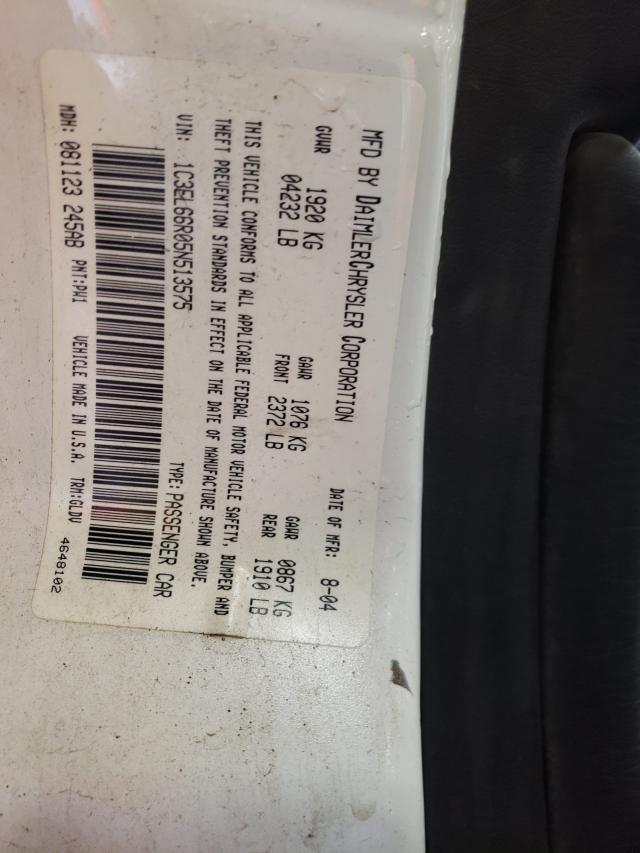 MFD BY DAIMLERCHRYSLER CORPORATION
DATE OF MFR: 8-04
GVWR 1920 KG
04232 LB
GAWR FRONT 1076 KG
2372 LB
GAWR REAR 0867 KG
1910 LB
THIS VEHICLE CONFORMS TO ALL APPLICABLE FEDERAL MOTOR VEHICLE SAFETY, BUMPER AND
THEFT PREVENTION STANDARDS IN EFFECT ON THE DATE OF MANUFACTURE SHOWN ABOVE.
VIN: 1C3EL66R05N513575 TYPE: PASSENGER CAR
MDH: 081123 245AB PNT:PW1 VEHICLE MADE IN U.S.A. TRM:GLDV
4648102